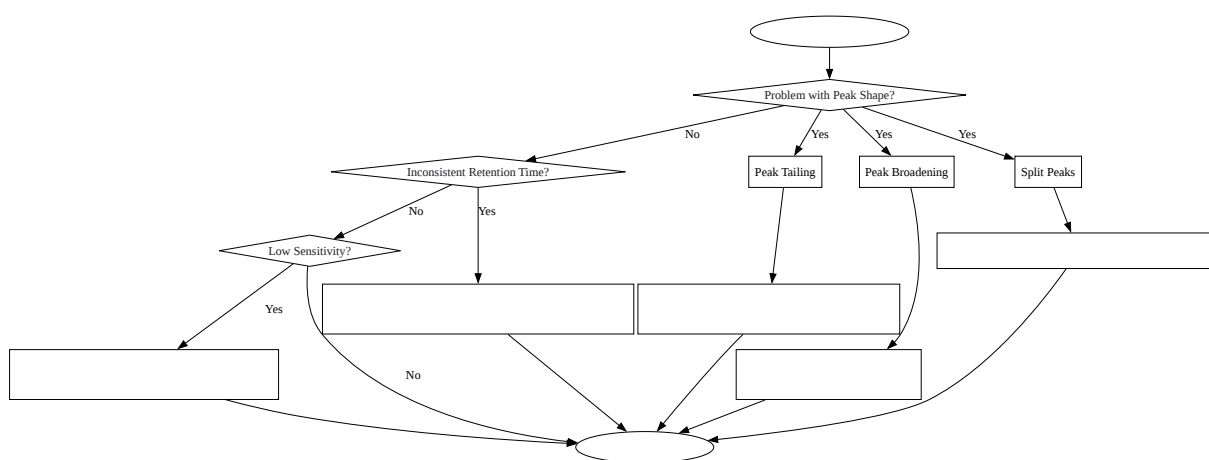 Problem with Peak Shape?
No
Yes
Yes
Yes
Inconsistent Retention Time?
Peak Tailing
Peak Broadening
Split Peaks
No
Yes
Low Sensitivity?
Yes
No